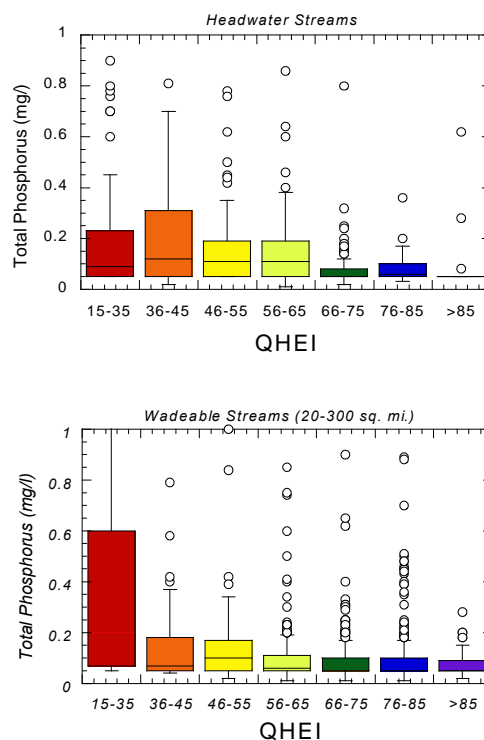 Headwater Streams
Total Phosphorus (mg/)
1
0.8
0.6
0.4
0.2
0
15-35 36-45 46-55 56-65 66-75 76-85 >85
QHEI
Wadeable Streams (20-300 sq. mi.)
Total Phosphorus (mg/l)
1
0.8
0.6
0.4
0.2
0
15-35 36-45 46-55 56-65 66-75 76-85 >85
QHEI